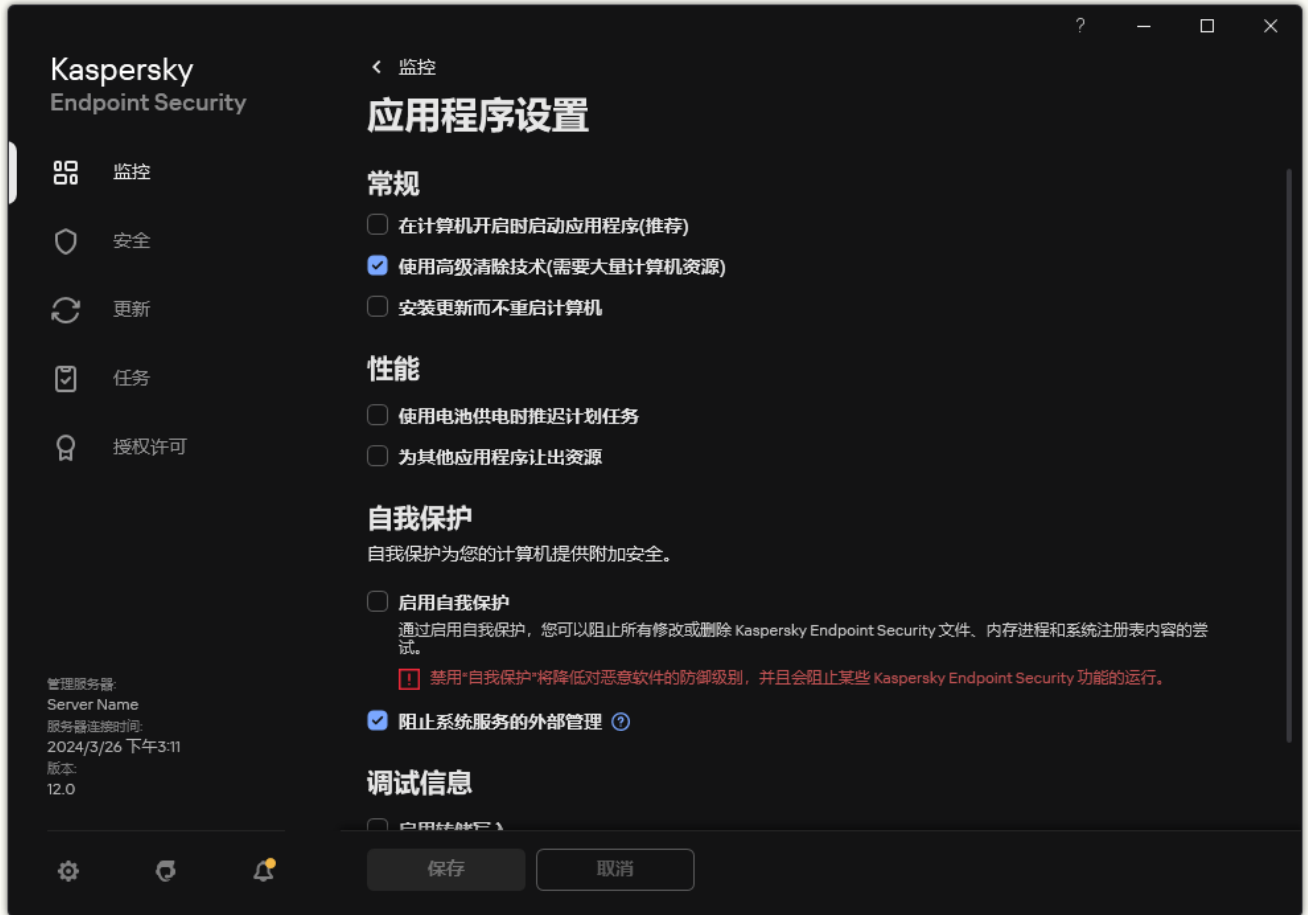 Kaspersky
Endpoint Security
监控
安全
更新
任务
授权许可
管理服务器:
Server Name
服务器连接时间:
2024/3/26 下午3:11
版本:
12.0
?
监控
应用程序设置
常规
在计算机开启时启动应用程序(推荐)
使用高级清除技术(需要大量计算机资源)
安装更新而不重启计算机
性能
使用电池供电时推迟计划任务
为其他应用程序让出资源
自我保护
自我保护为您的计算机提供附加安全。
启用自我保护
通过启用自我保护，您可以阻止所有修改或删除 Kaspersky Endpoint Security 文件、内存进程和系统注册表内容的尝
试。
禁用"自我保护"将降低对恶意软件的防御级别，并且会阻止某些 Kaspersky Endpoint Security 功能的运行。
阻止系统服务的外部管理 ?
调试信息
启用转储写入
保存
取消